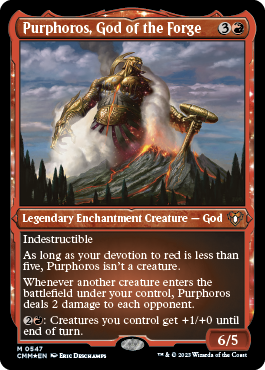 Purphoros, God of the Forge 3
Legendary Enchantment Creature — God
Indestructible
As long as your devotion to red is less than
five, Purphoros isn't a creature.
Whenever another creature enters the
battlefield under your control, Purphoros
deals 2 damage to each opponent.
2: Creatures you control get +1/+0 until
end of turn.
6/5
M 0547
CMM★EN Eric Deschamps
™ & © 2023 Wizards of the Coast